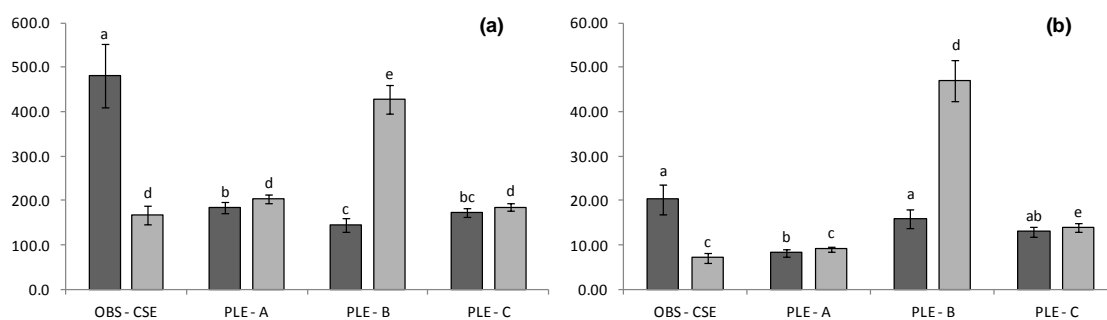 (a)
600.0
500.0
400.0
300.0
200.0
100.0
0.0
a
d
b
d
c
e
bc
d
OBS - CSE
PLE - A
PLE - B
PLE - C
(b)
60.00
50.00
40.00
30.00
20.00
10.00
0.00
a
c
b
c
a
d
ab
e
OBS - CSE
PLE - A
PLE - B
PLE - C